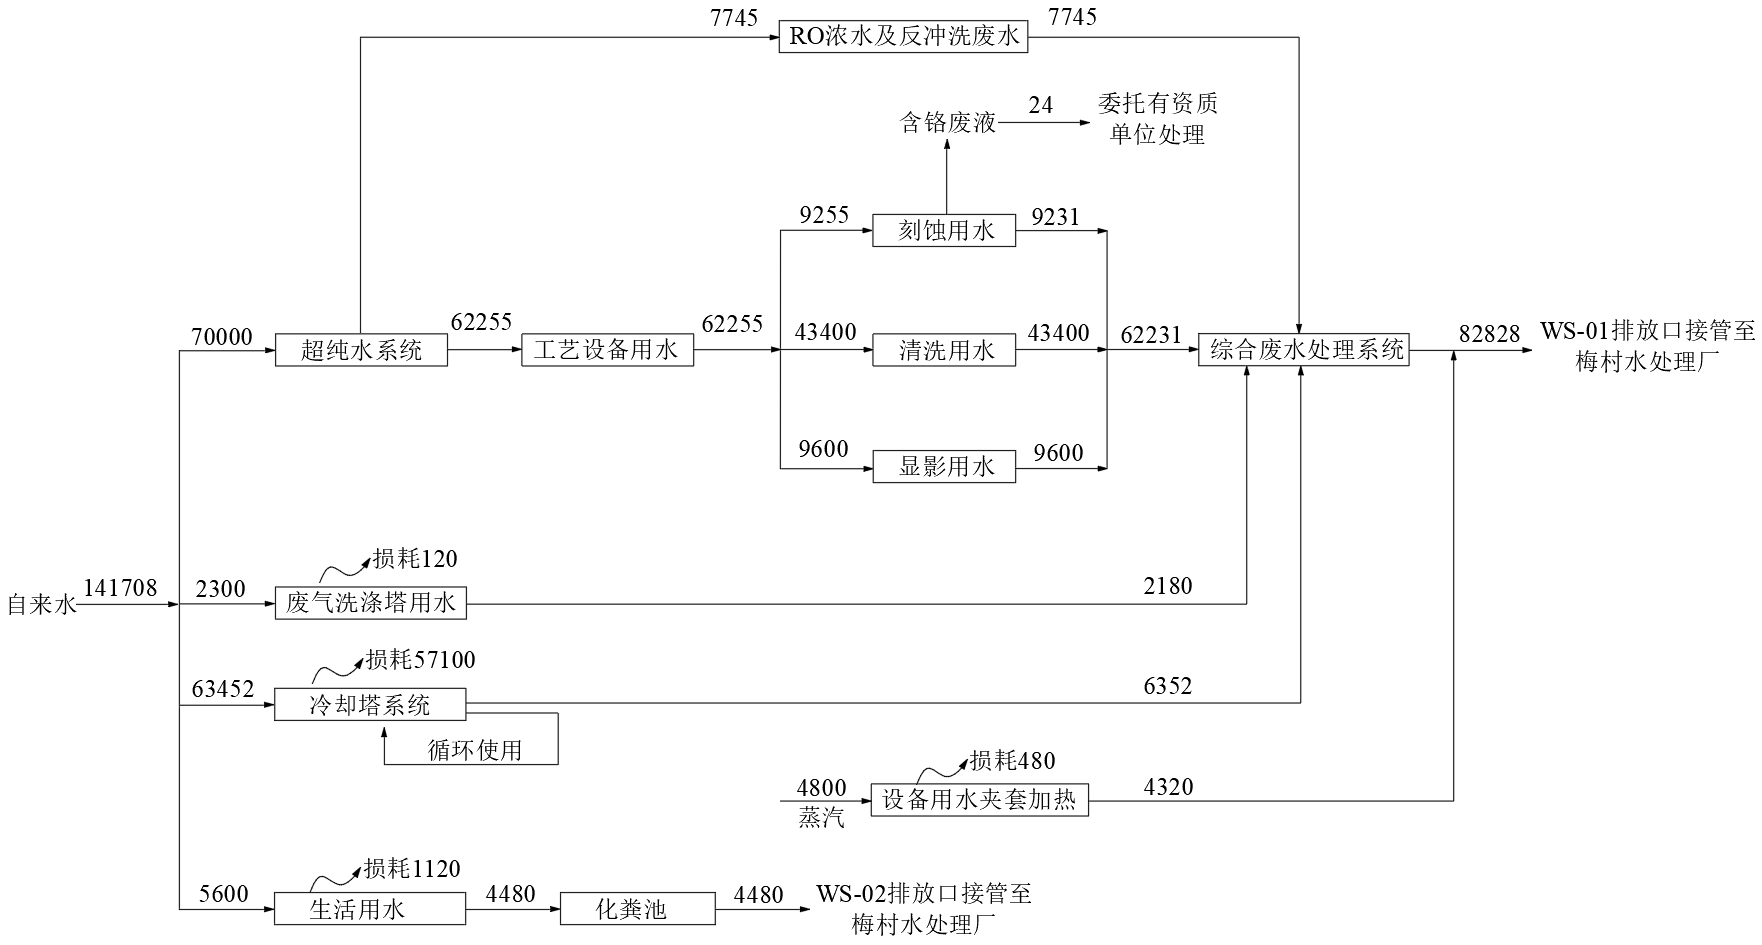 7745
RO浓水及反冲洗废水
7745
含铬废液
24
委托有资质
单位处理
9255
刻蚀用水
9231
70000
超纯水系统
62255
工艺设备用水
62255
43400
清洗用水
43400
62231
综合废水处理系统
82828
WS-01排放口接管至
梅村水处理厂
9600
显影用水
9600
损耗120
自来水
141708
2300
废气洗涤塔用水
2180
损耗57100
63452
冷却塔系统
6352
循环使用
损耗480
4800
蒸汽
设备用水夹套加热
4320
损耗1120
5600
生活用水
4480
化粪池
4480
WS-02排放口接管至
梅村水处理厂